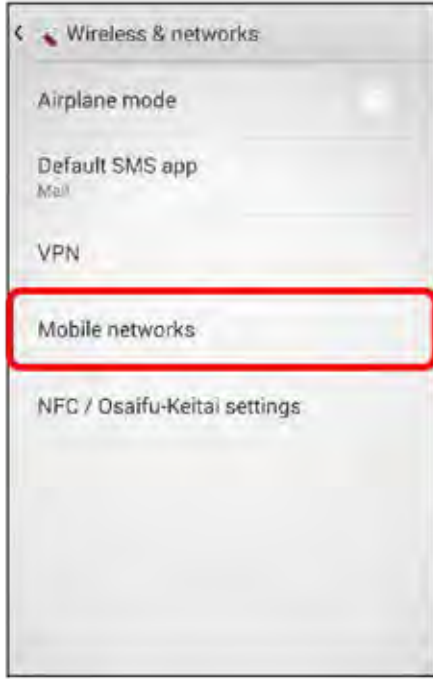 Wireless & networks
Airplane mode
Default SMS app
Mail
VPN
Mobile networks
NFC / Osaifu-Keitai settings